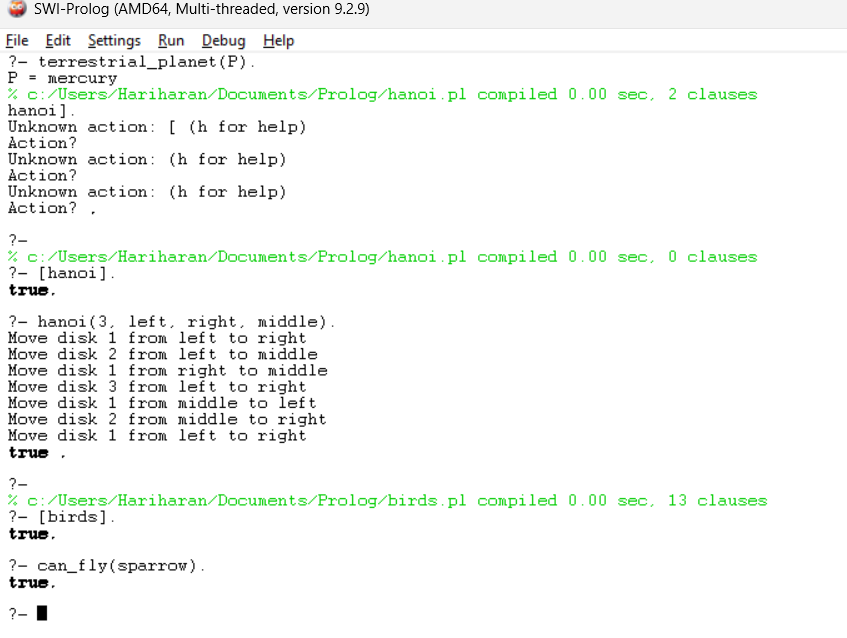 SWI-Prolog (AMD64, Multi-threaded, version 9.2.9)
File Edit Settings Run Debug Help
?- terrestrial_planet(P).
P = mercury
% c:/Users/Hariharan/Documents/Prolog/hanoi.pl compiled 0.00 sec, 2 clauses
hanoi].
Unknown action: [ (h for help)
Action?
Unknown action: (h for help)
Action?
Unknown action: (h for help)
Action? .
?-
% c:/Users/Hariharan/Documents/Prolog/hanoi.pl compiled 0.00 sec, 0 clauses
?- [hanoi].
true.
?- hanoi(3, left, right, middle).
Move disk 1 from left to right
Move disk 2 from left to middle
Move disk 1 from right to middle
Move disk 3 from left to right
Move disk 1 from middle to left
Move disk 2 from middle to right
Move disk 1 from left to right
true .
?-
% c:/Users/Hariharan/Documents/Prolog/birds.pl compiled 0.00 sec, 13 clauses
?- [birds].
true.
?- can_fly(sparrow).
true.
?-